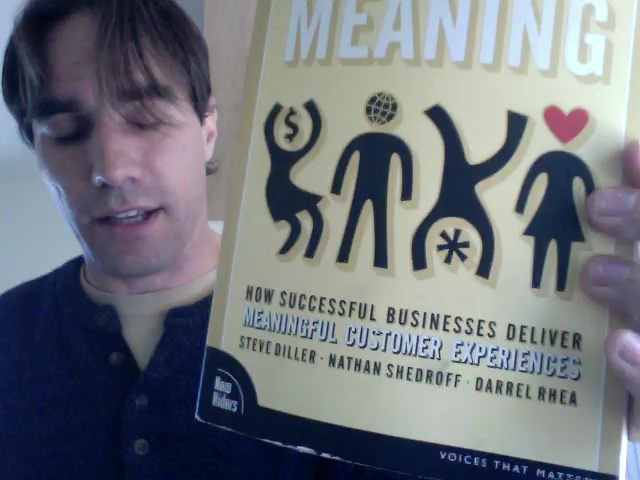 MEANING
$
*
HOW SUCCESSFUL BUSINESSES DELIVER
MEANINGFUL CUSTOMER EXPERIENCES
STEVE DILLER · NATHAN SHEDROFF · DARREL RHEA
New
Riders
VOICES THAT MATTER